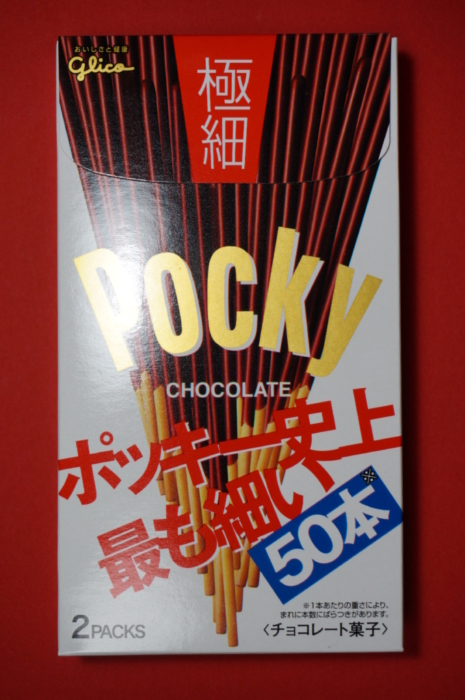 おいしさと健康
Glico
極細
Pocky
CHOCOLATE
ポッキー史上
最も細い
50本※
※1本あたりの重さにより、
まれに本数にばらつきがあります。
2PACKS
〈チョコレート菓子〉